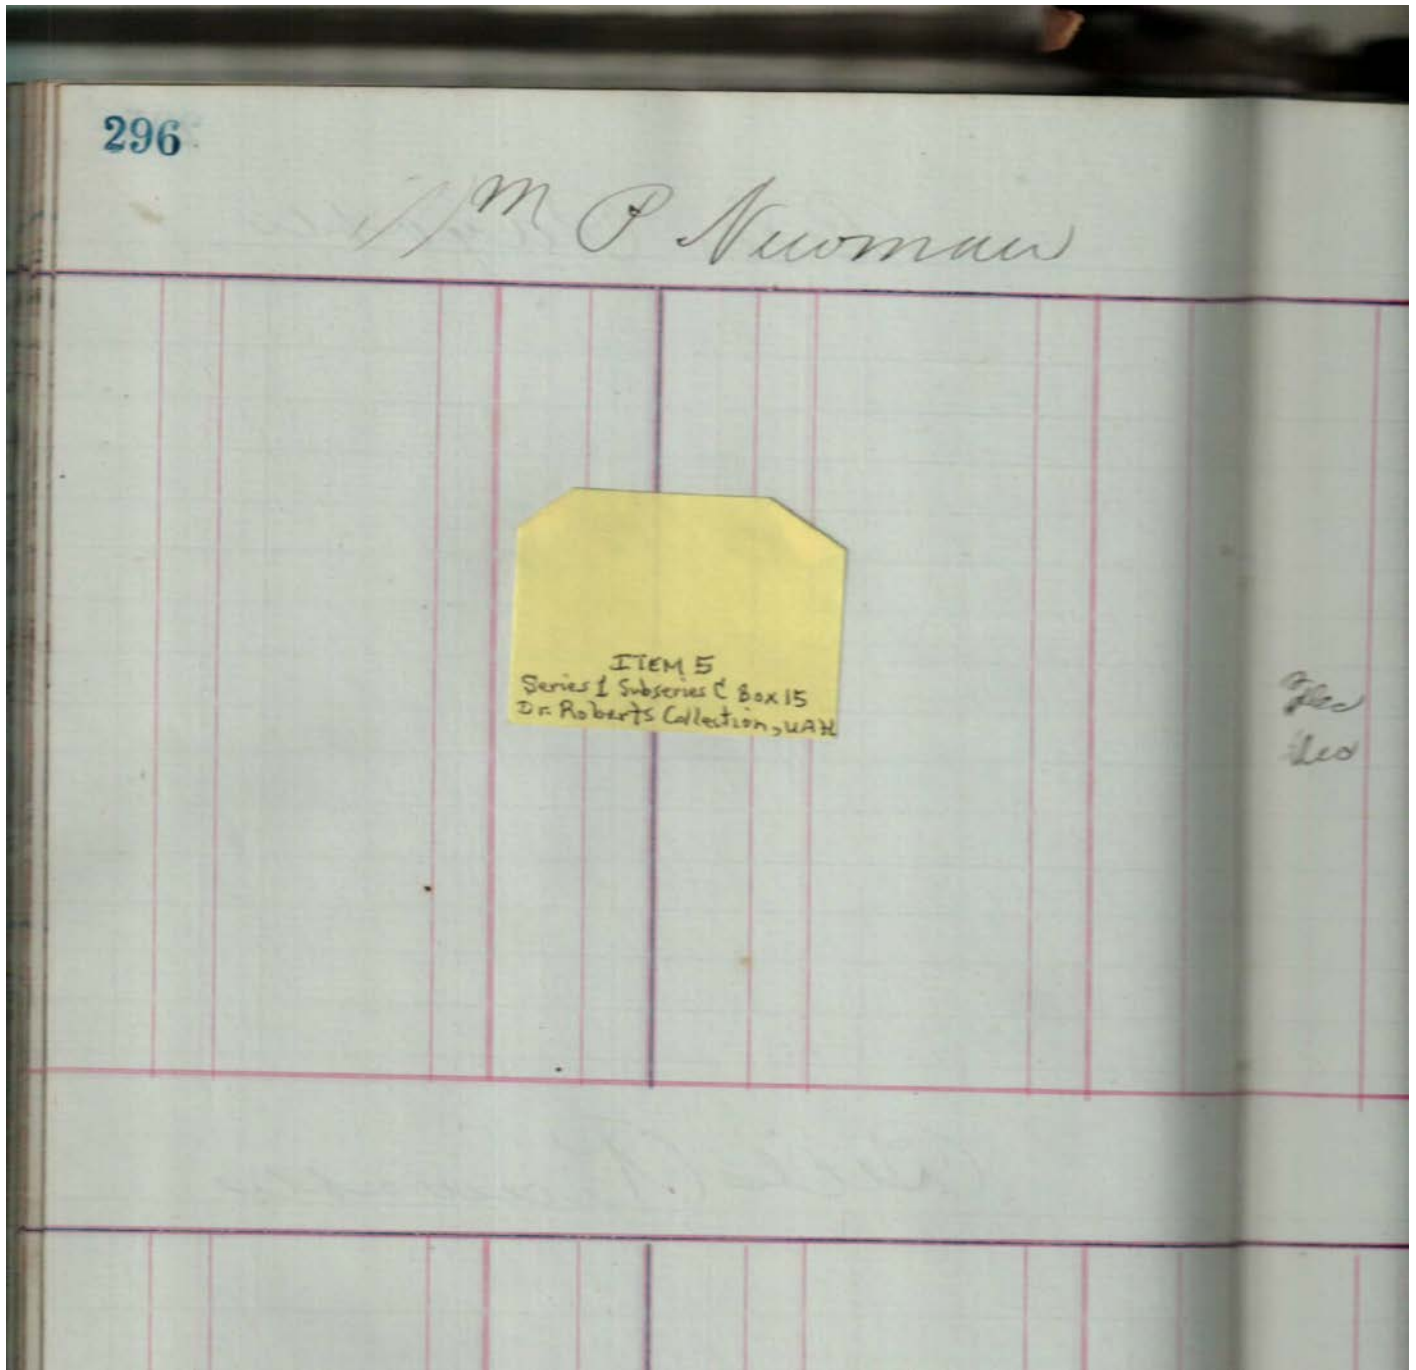 296
Wm P Newman
ITEM 5
Series 1 Subseries C Box 15
Dr. Roberts Collection, UAH